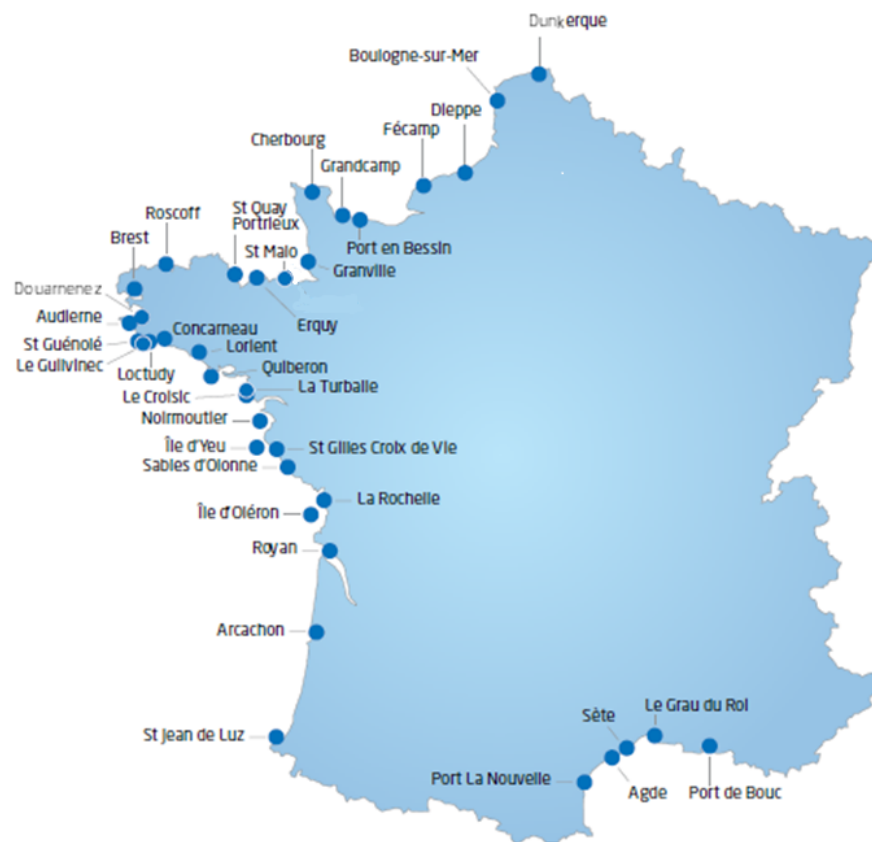 Dunkerque
Boulogne-sur-Mer
Dieppe
Fécamp
Cherbourg
Grandcamp
St Quay
Portrieux
Roscoff
Port en Bessin
Brest
St Malo
Granville
Douarnenez
Audierne
Erquy
Concarneau
St Guénolé
Lorient
Le Guilvinec
Quiberon
Loctudy
La Turballe
Le Croisic
Noirmoutier
Île d'Yeu
St Gilles Croix de Vie
Sables d'Olonne
La Rochelle
Île d'Oléron
Royan
Arcachon
Le Grau du Roi
Sète
St Jean de Luz
Port La Nouvelle
Agde
Port de Bouc